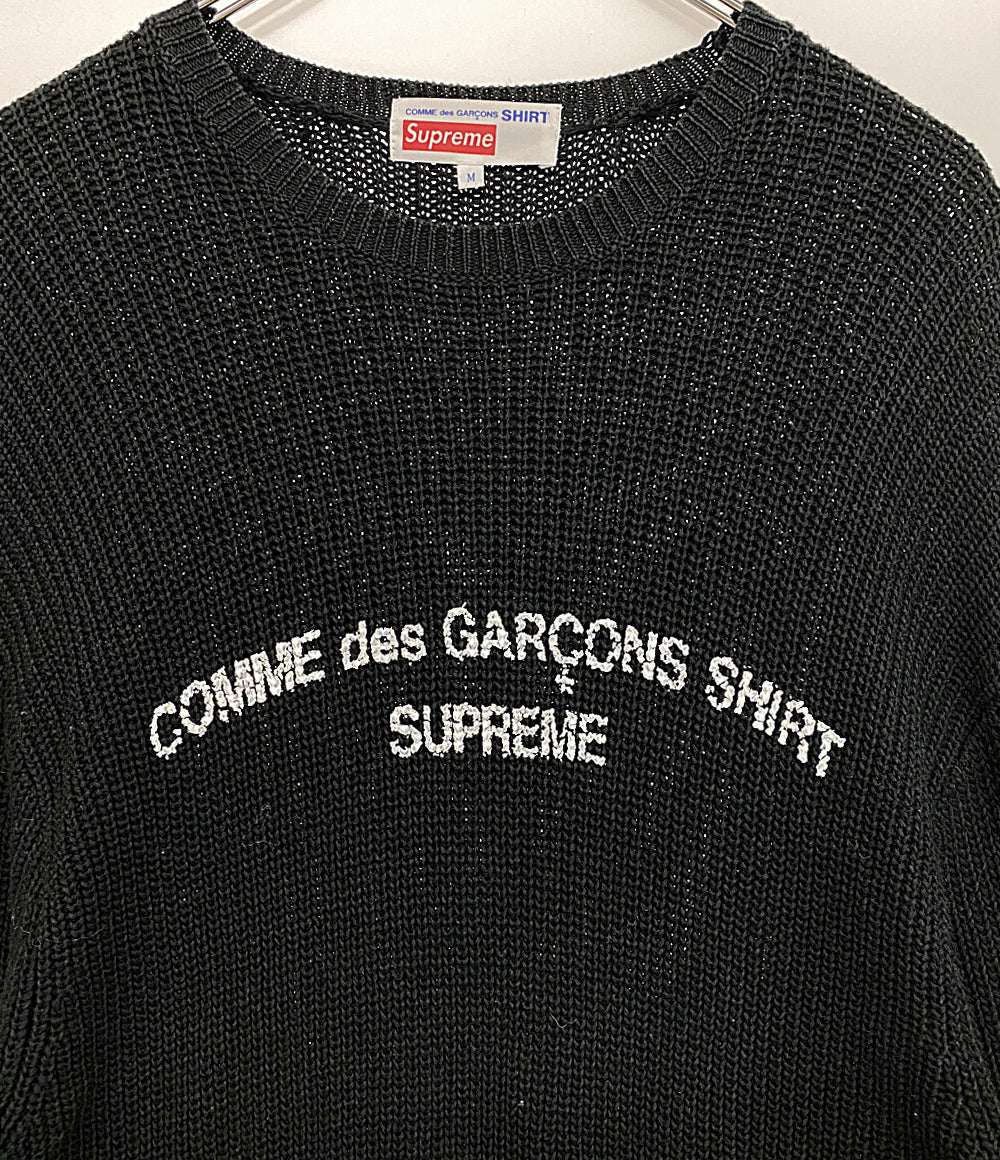 COMME des GARÇONS SHIRT
Supreme
M
COMME des GARÇONS SHIRT
SUPREME